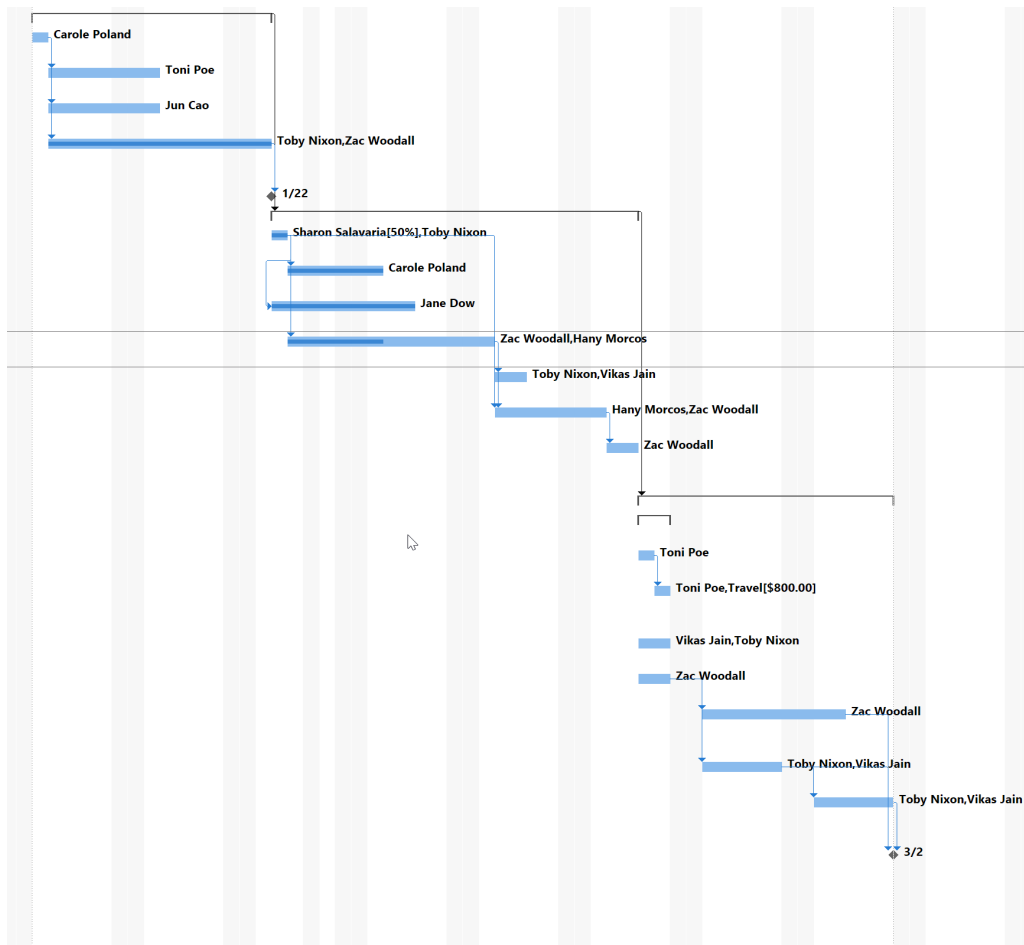 Carole Poland
Toni Poe
Jun Cao
Toby Nixon,Zac Woodall
1/22
Sharon Salavaria[50%],Toby Nixon
Carole Poland
Jane Dow
Zac Woodall,Hany Morcos
Toby Nixon,Vikas Jain
Hany Morcos,Zac Woodall
Zac Woodall
Toni Poe
Toni Poe,Travel[$800.00]
Vikas Jain,Toby Nixon
Zac Woodall
Zac Woodall
Toby Nixon,Vikas Jain
Toby Nixon,Vikas Jain
3/2